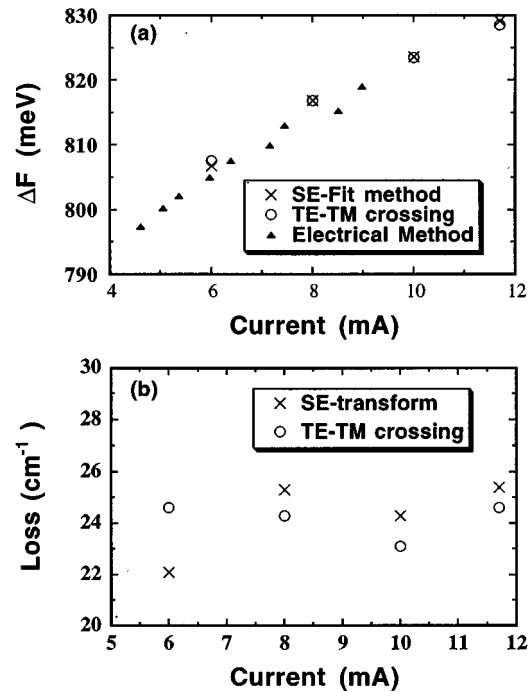 (a)
830
820
810
800
790
ΔF (meV)
× SE-Fit method
○ TE-TM crossing
▲ Electrical Method
4 6 8 10 12
Current (mA)
(b)
30
28
26
24
22
20
Loss (cm⁻¹)
× SE-transform
○ TE-TM crossing
5 6 7 8 9 10 11 12
Current (mA)